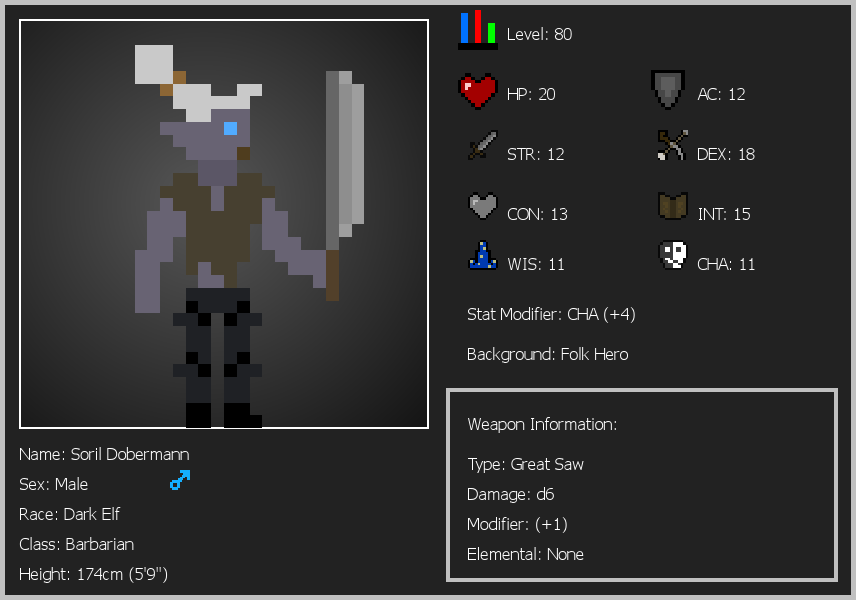 Level: 80
HP: 20
AC: 12
STR: 12
DEX: 18
CON: 13
INT: 15
WIS: 11
CHA: 11
Stat Modifier: CHA (+4)
Background: Folk Hero
Weapon Information:
Type: Great Saw
Damage: d6
Modifier: (+1)
Elemental: None
Name: Soril Dobermann
Sex: Male
Race: Dark Elf
Class: Barbarian
Height: 174cm (5'9")